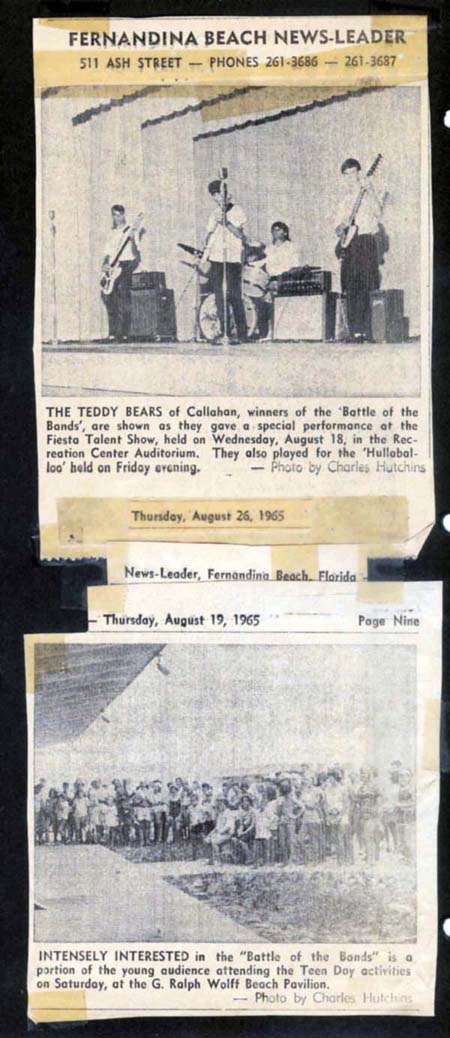 FERNANDINA BEACH NEWS-LEADER
511 ASH STREET — PHONES 261-3686 — 261-3687
THE TEDDY BEARS of Callahan, winners of the 'Battle of the
Bands', are shown as they gave a special performance at the
Fiesta Talent Show, held on Wednesday, August 18, in the Rec-
reation Center Auditorium. They also played for the 'Hullobal-
loo' held on Friday evening. — Photo by Charles Hutchins
Thursday, August 26, 1965
News-Leader, Fernandina Beach, Florida —
— Thursday, August 19, 1965 Page Nine
INTENSELY INTERESTED in the "Battle of the Bands" is a
portion of the young audience attending the Teen Day activities
on Saturday, at the G. Ralph Wolff Beach Pavilion.
— Photo by Charles Hutchins